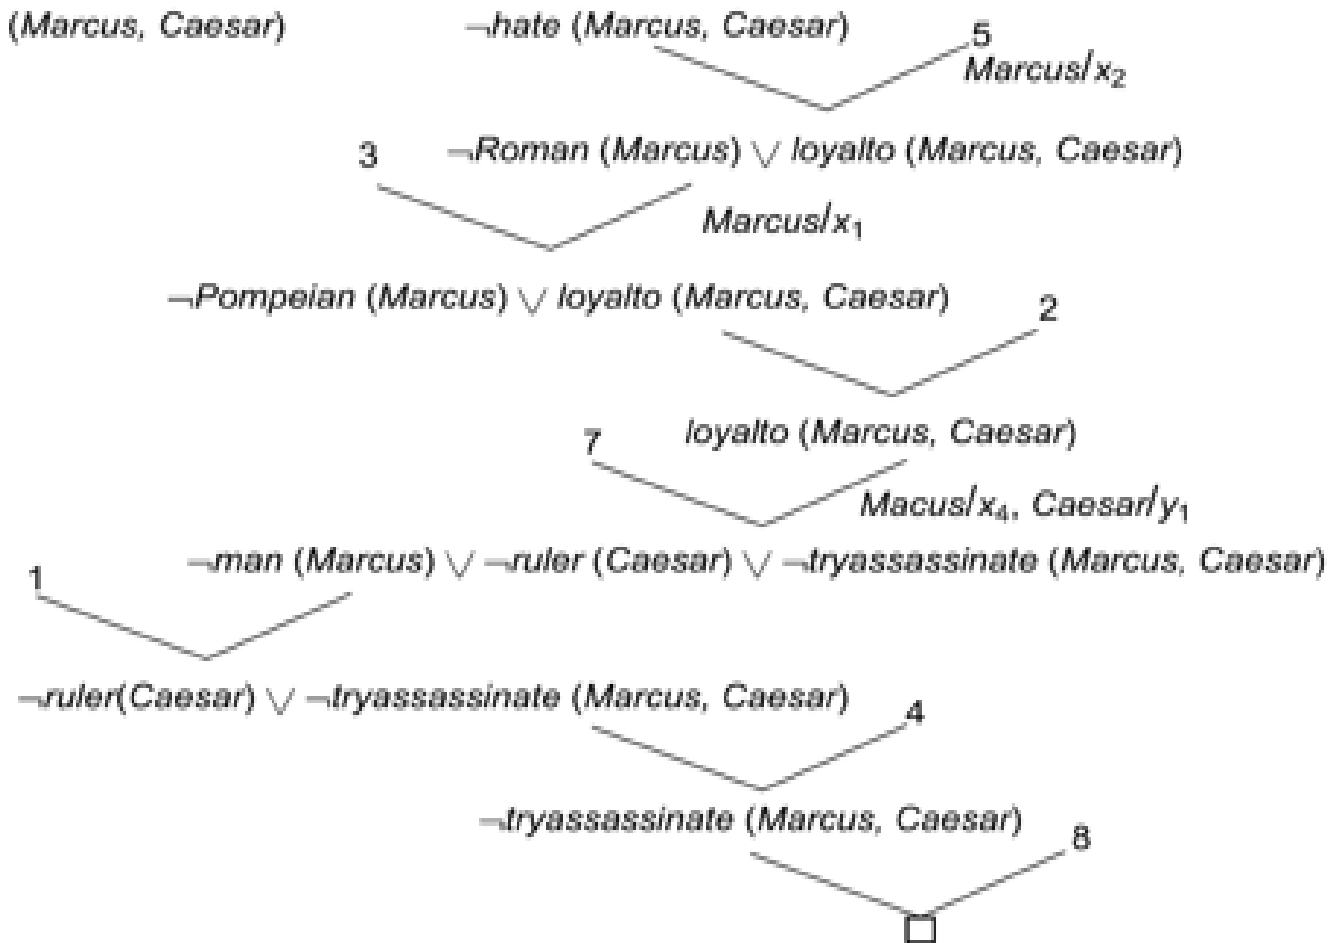 (Marcus, Caesar) ¬hate (Marcus, Caesar) 5
Marcus/x₂
3 ¬Roman (Marcus) ∨ loyalto (Marcus, Caesar)
Marcus/x₁
¬Pompeian (Marcus) ∨ loyalto (Marcus, Caesar) 2
7 loyalto (Marcus, Caesar)
Macus/x₄, Caesar/y₁
1 ¬man (Marcus) ∨ ¬ruler (Caesar) ∨ ¬tryassassinate (Marcus, Caesar)
¬ruler(Caesar) ∨ ¬tryassassinate (Marcus, Caesar) 4
¬tryassassinate (Marcus, Caesar) 8